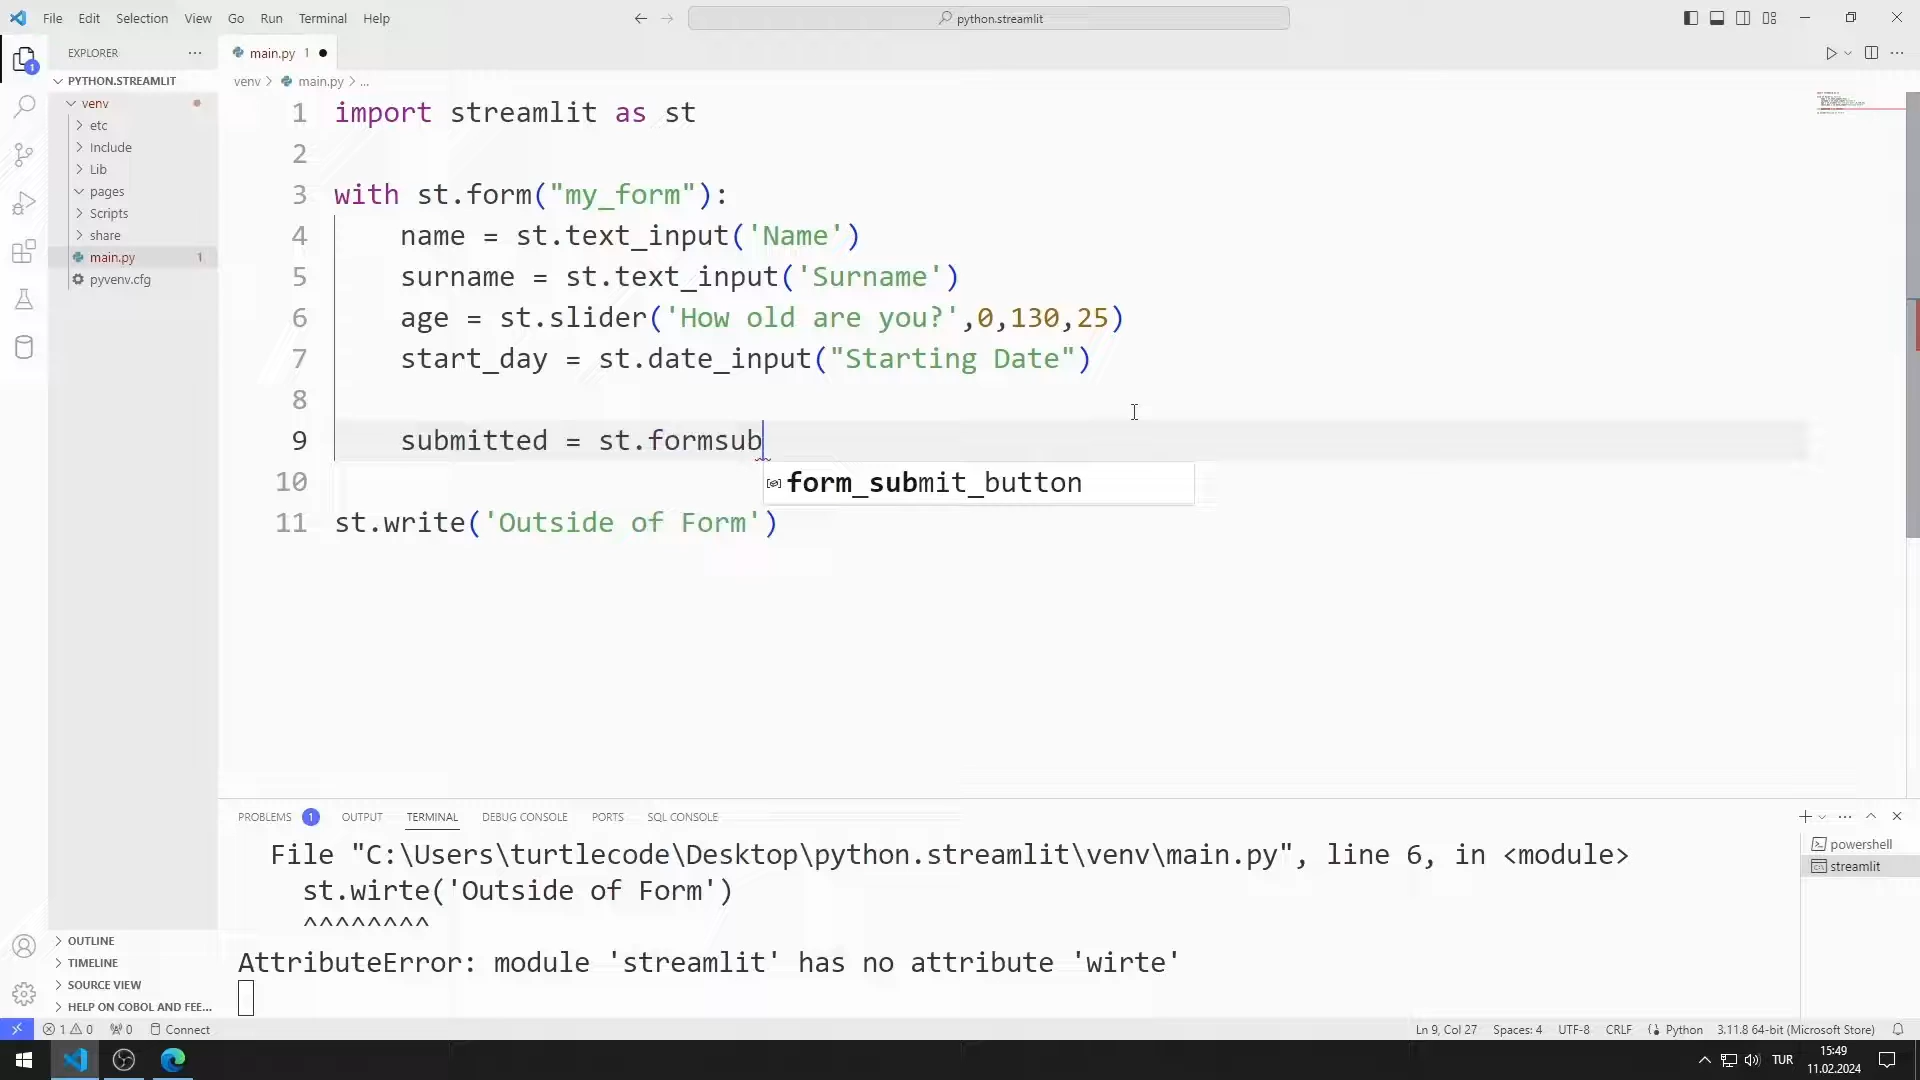 File Edit Selection View Go Run Terminal Help
python.streamlit
EXPLORER
main.py 1
PYTHON.STREAMLIT
venv > main.py > ...
venv
etc
Include
Lib
pages
Scripts
share
main.py 1
pyvenv.cfg
1 import streamlit as st
2
3 with st.form("my_form"):
4 name = st.text_input('Name')
5 surname = st.text_input('Surname')
6 age = st.slider('How old are you?',0,130,25)
7 start_day = st.date_input("Starting Date")
8
9 submitted = st.formsub
form_submit_button
10
11 st.write('Outside of Form')
PROBLEMS 1 OUTPUT TERMINAL DEBUG CONSOLE PORTS SQL CONSOLE
File "C:\Users\turtlecode\Desktop\python.streamlit\venv\main.py", line 6, in <module>
st.wirte('Outside of Form')
^^^^^^^^
AttributeError: module 'streamlit' has no attribute 'wirte'
powershell
streamlit
OUTLINE
TIMELINE
SOURCE VIEW
HELP ON COBOL AND FEE...
1 0 0 Connect
Ln 9, Col 27 Spaces: 4 UTF-8 CRLF Python 3.11.8 64-bit (Microsoft Store)
TUR
15:49
11.02.2024